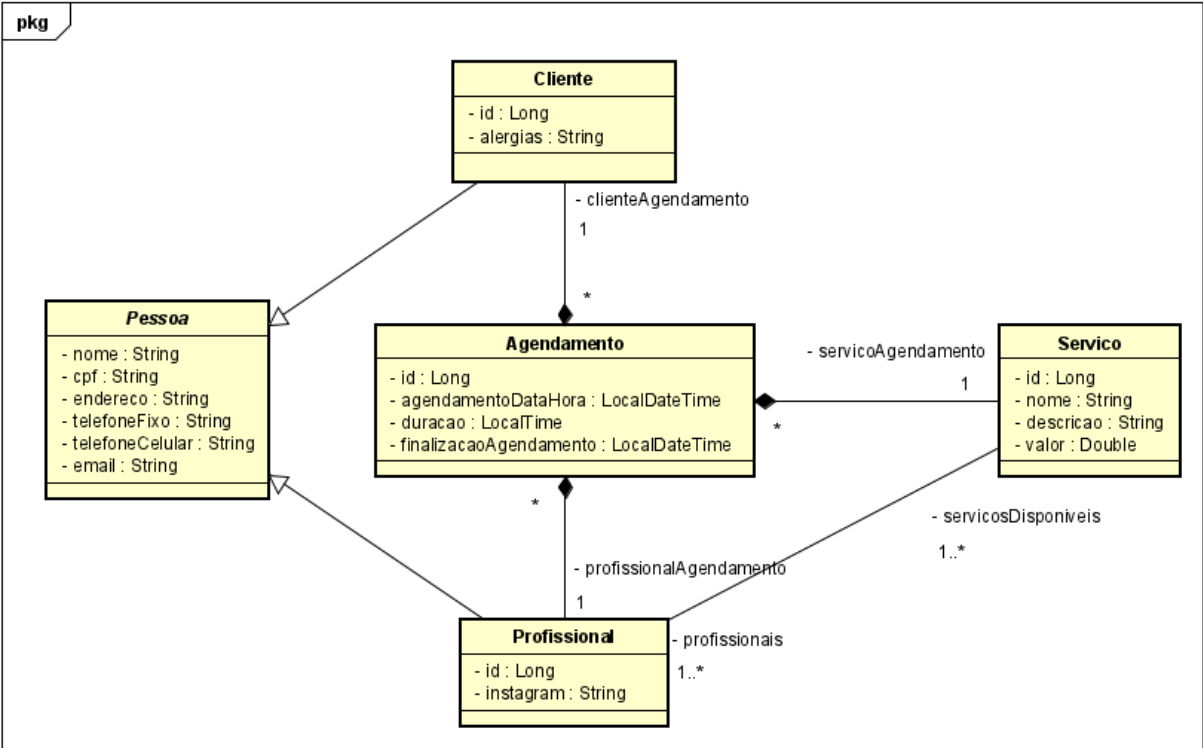 pkg
Cliente
- id : Long
- alergias : String
- clienteAgendamento
1
*
Pessoa
- nome : String
- cpf : String
- endereco : String
- telefoneFixo : String
- telefoneCelular : String
- email : String
Agendamento
- id : Long
- agendamentoDataHora : LocalDateTime
- duracao : LocalTime
- finalizacaoAgendamento : LocalDateTime
- servicoAgendamento
1
*
Servico
- id : Long
- nome : String
- descricao : String
- valor : Double
*
- profissionalAgendamento
1
- servicosDisponiveis
1..*
Profissional
- id : Long
- instagram : String
- profissionais
1..*